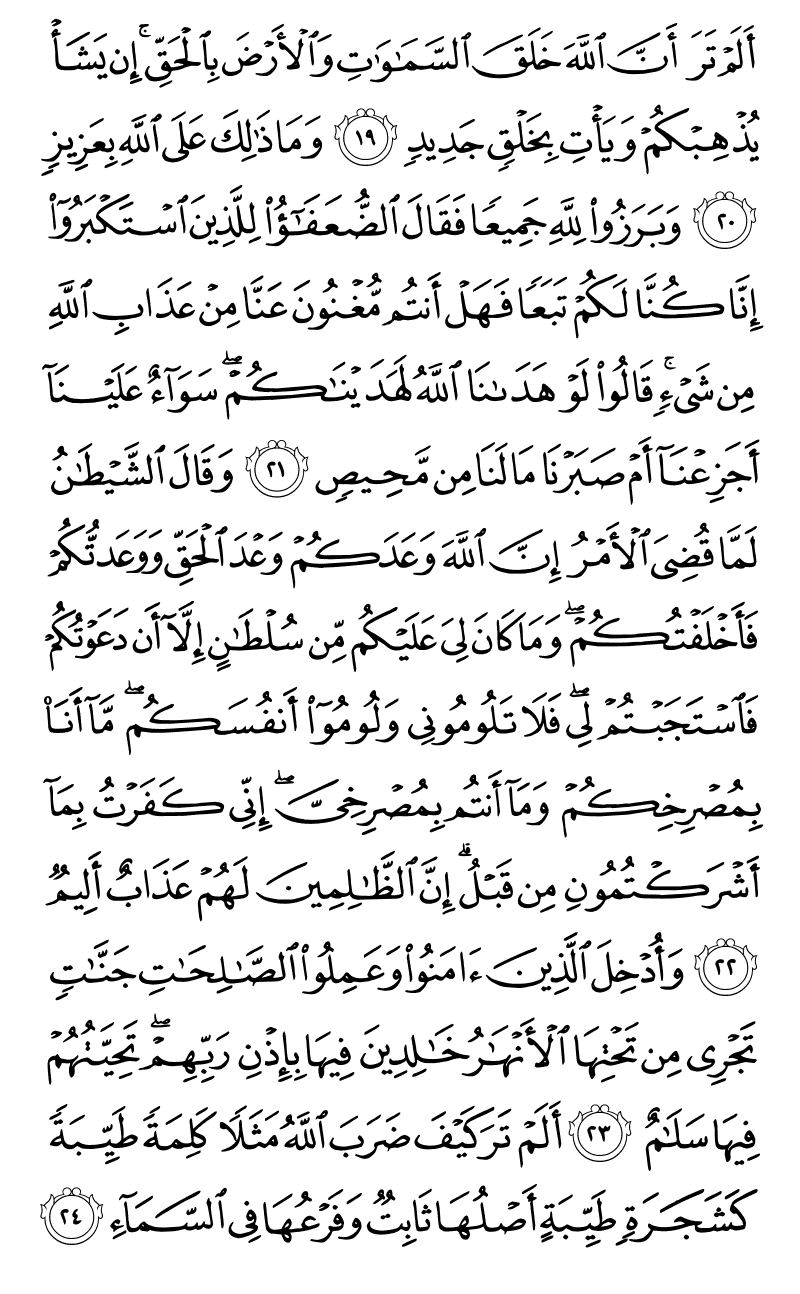 أَلَمْ تَرَ أَنَّ ٱللَّهَ خَلَقَ ٱلسَّمَٰوَٰتِ وَٱلْأَرْضَ بِٱلْحَقِّ ۚ إِن يَشَأْ
يُذْهِبْكُمْ وَيَأْتِ بِخَلْقٍ جَدِيدٍ ١٩ وَمَا ذَٰلِكَ عَلَى ٱللَّهِ بِعَزِيزٍ
٢٠ وَبَرَزُوا۟ لِلَّهِ جَمِيعًا فَقَالَ ٱلضُّعَفَٰٓؤُا۟ لِلَّذِينَ ٱسْتَكْبَرُوٓا۟
إِنَّا كُنَّا لَكُمْ تَبَعًا فَهَلْ أَنتُم مُّغْنُونَ عَنَّا مِنْ عَذَابِ ٱللَّهِ
مِن شَىْءٍ ۚ قَالُوا۟ لَوْ هَدَىٰنَا ٱللَّهُ لَهَدَيْنَٰكُمْ ۖ سَوَآءٌ عَلَيْنَآ
أَجَزِعْنَآ أَمْ صَبَرْنَا مَا لَنَا مِن مَّحِيصٍ ٢١ وَقَالَ ٱلشَّيْطَٰنُ
لَمَّا قُضِىَ ٱلْأَمْرُ إِنَّ ٱللَّهَ وَعَدَكُمْ وَعْدَ ٱلْحَقِّ وَوَعَدتُّكُمْ
فَأَخْلَفْتُكُمْ ۖ وَمَا كَانَ لِىَ عَلَيْكُم مِّن سُلْطَٰنٍ إِلَّآ أَن دَعَوْتُكُمْ
فَٱسْتَجَبْتُمْ لِى ۖ فَلَا تَلُومُونِى وَلُومُوٓا۟ أَنفُسَكُم ۖ مَّآ أَنَا۠
بِمُصْرِخِكُمْ وَمَآ أَنتُم بِمُصْرِخِىَّ ۖ إِنِّى كَفَرْتُ بِمَآ
أَشْرَكْتُمُونِ مِن قَبْلُ ۗ إِنَّ ٱلظَّٰلِمِينَ لَهُمْ عَذَابٌ أَلِيمٌ
٢٢ وَأُدْخِلَ ٱلَّذِينَ ءَامَنُوا۟ وَعَمِلُوا۟ ٱلصَّٰلِحَٰتِ جَنَّٰتٍ
تَجْرِى مِن تَحْتِهَا ٱلْأَنْهَٰرُ خَٰلِدِينَ فِيهَا بِإِذْنِ رَبِّهِمْ ۖ تَحِيَّتُهُمْ
فِيهَا سَلَٰمٌ ٢٣ أَلَمْ تَرَ كَيْفَ ضَرَبَ ٱللَّهُ مَثَلًا كَلِمَةً طَيِّبَةً
كَشَجَرَةٍ طَيِّبَةٍ أَصْلُهَا ثَابِتٌ وَفَرْعُهَا فِى ٱلسَّمَآءِ ٢٤